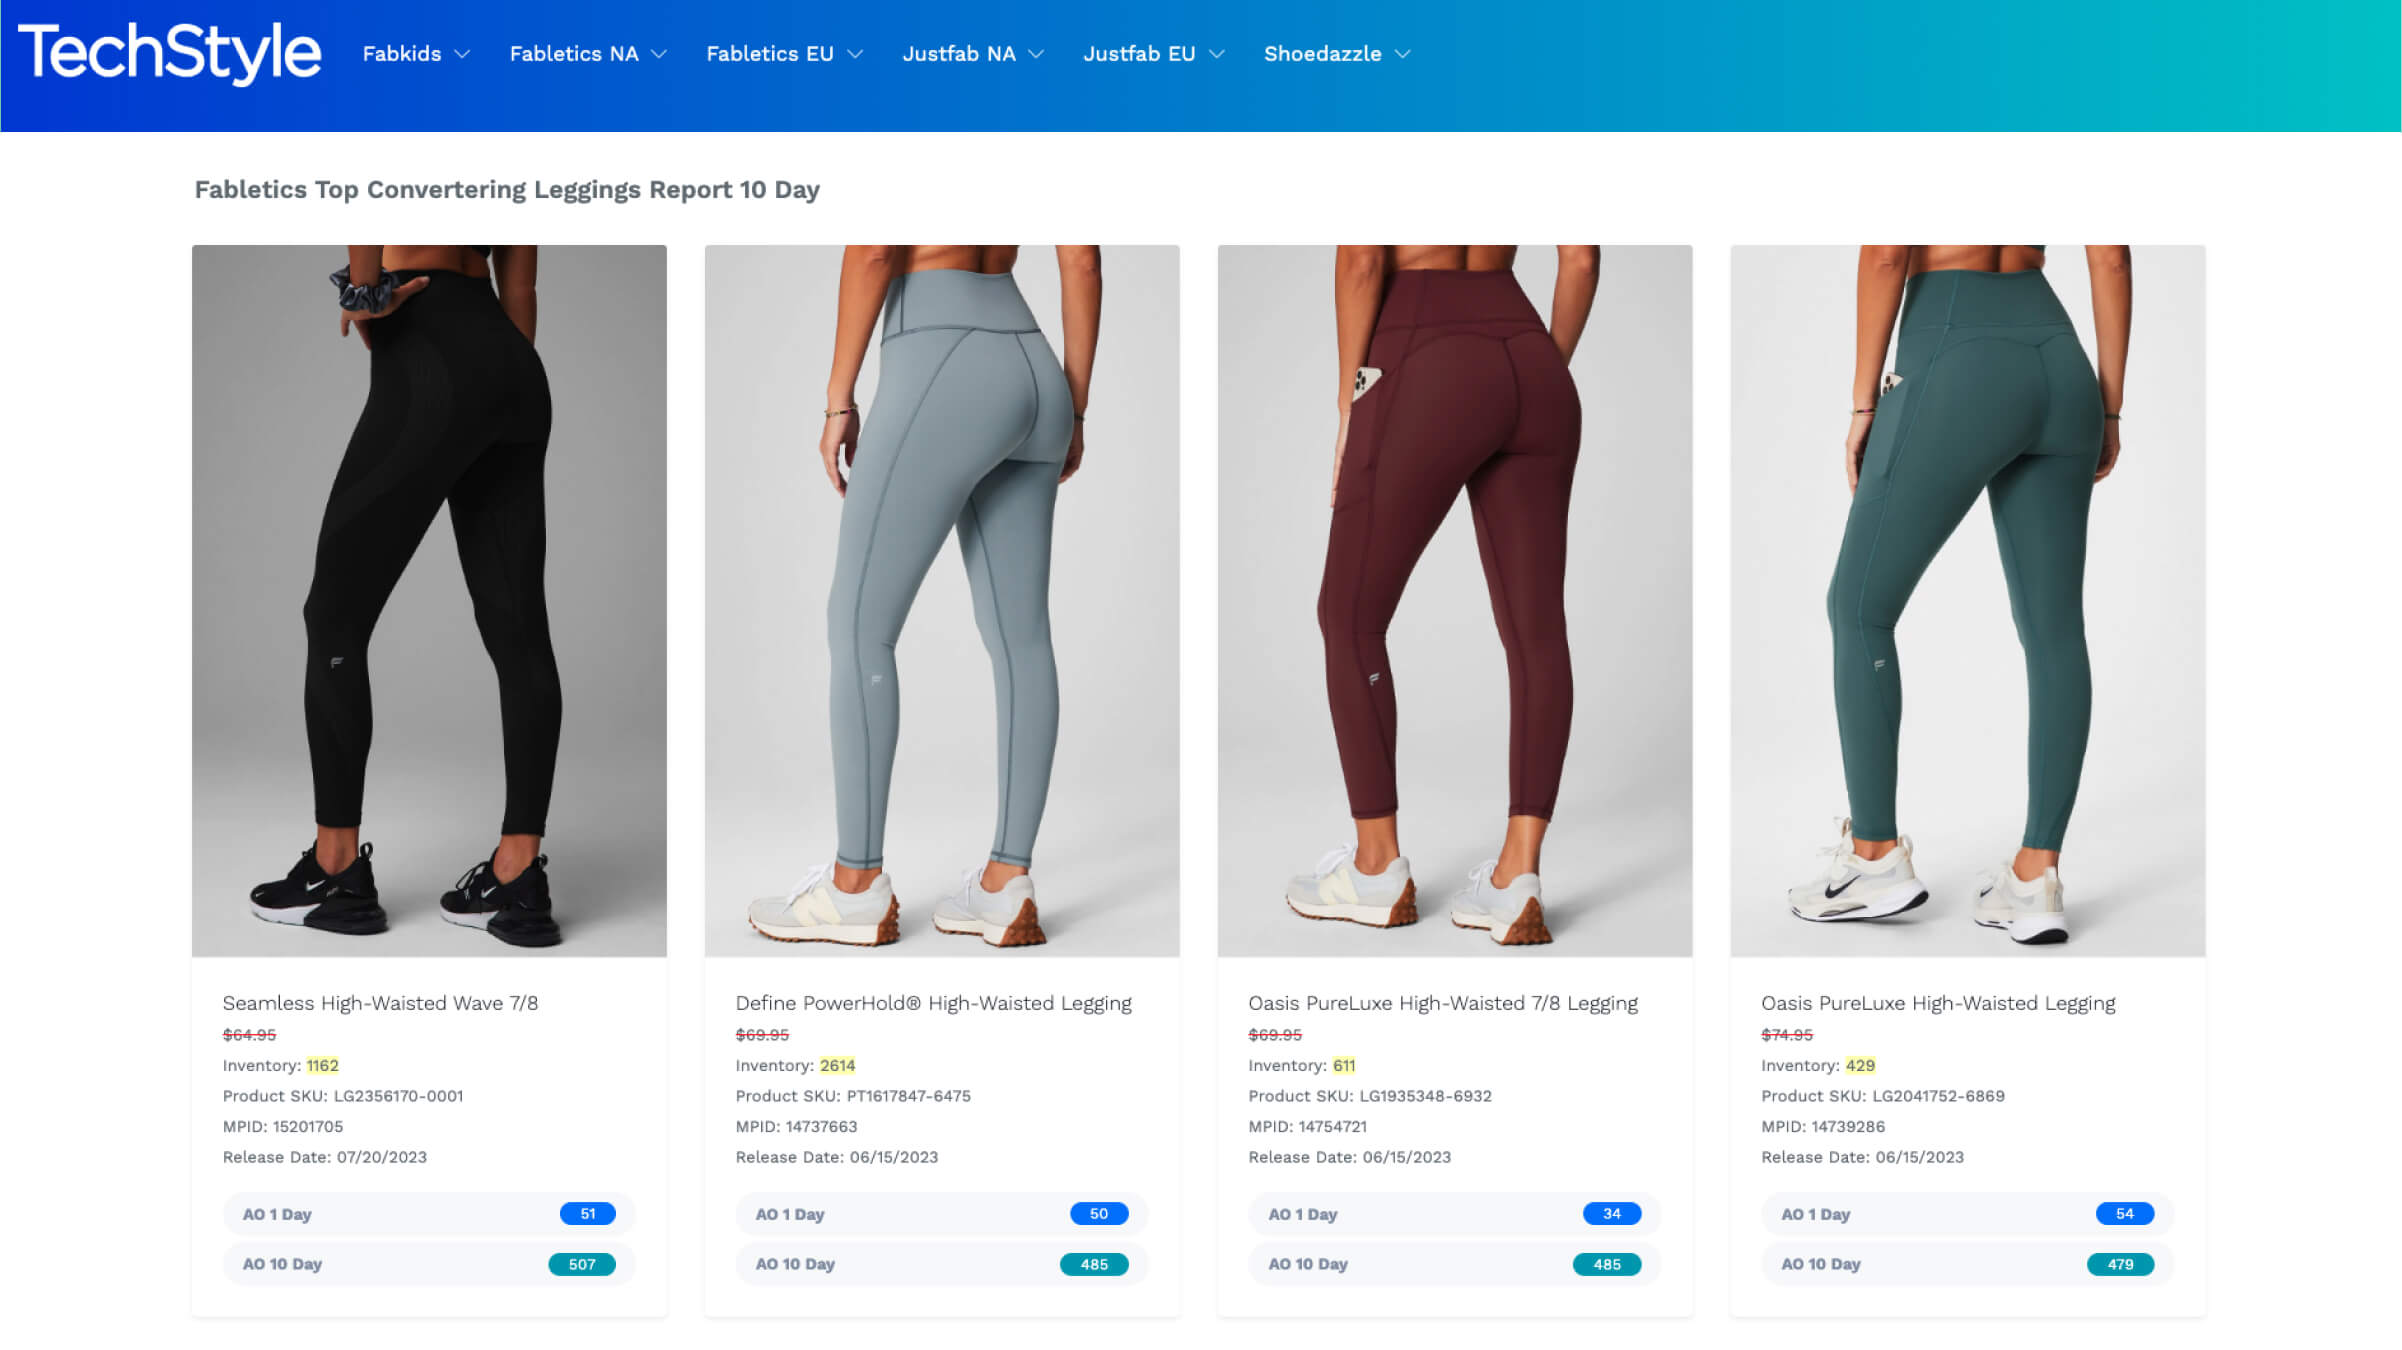 TechStyle
Fabkids
Fabletics NA
Fabletics EU
Justfab NA
Justfab EU
Shoedazzle
Fabletics Top Convertering Leggings Report 10 Day
Seamless High-Waisted Wave 7/8
$64.95
Inventory: 1162
Product SKU: LG2356170-0001
MPID: 15201705
Release Date: 07/20/2023
AO 1 Day 51
AO 10 Day 507
Define PowerHold® High-Waisted Legging
$69.95
Inventory: 2614
Product SKU: PT1617847-6475
MPID: 14737663
Release Date: 06/15/2023
AO 1 Day 50
AO 10 Day 485
Oasis PureLuxe High-Waisted 7/8 Legging
$69.95
Inventory: 611
Product SKU: LG1935348-6932
MPID: 14754721
Release Date: 06/15/2023
AO 1 Day 34
AO 10 Day 485
Oasis PureLuxe High-Waisted Legging
$74.95
Inventory: 429
Product SKU: LG2041752-6869
MPID: 14739286
Release Date: 06/15/2023
AO 1 Day 54
AO 10 Day 479